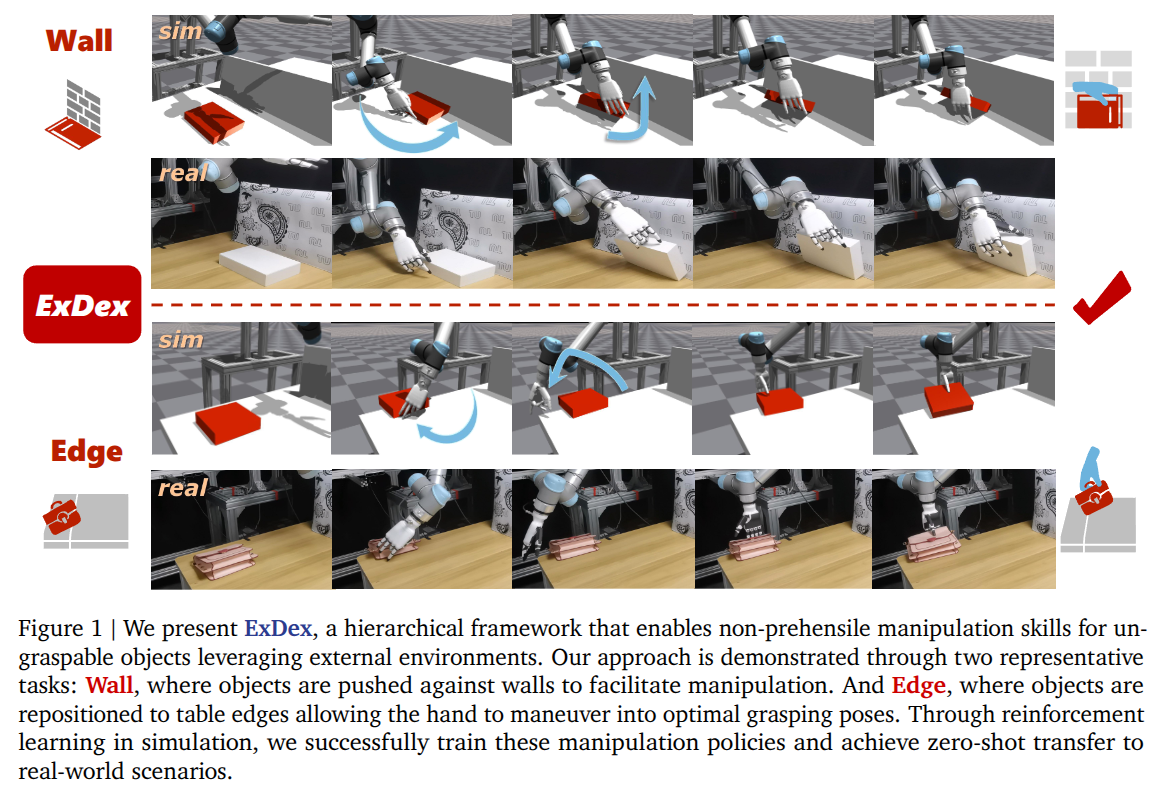 Wall
sim
real
ExDex
sim
Edge
real
Figure 1 | We present ExDex, a hierarchical framework that enables non-prehensile manipulation skills for un-
graspable objects leveraging external environments. Our approach is demonstrated through two representative
tasks: Wall, where objects are pushed against walls to facilitate manipulation. And Edge, where objects are
repositioned to table edges allowing the hand to maneuver into optimal grasping poses. Through reinforcement
learning in simulation, we successfully train these manipulation policies and achieve zero-shot transfer to
real-world scenarios.